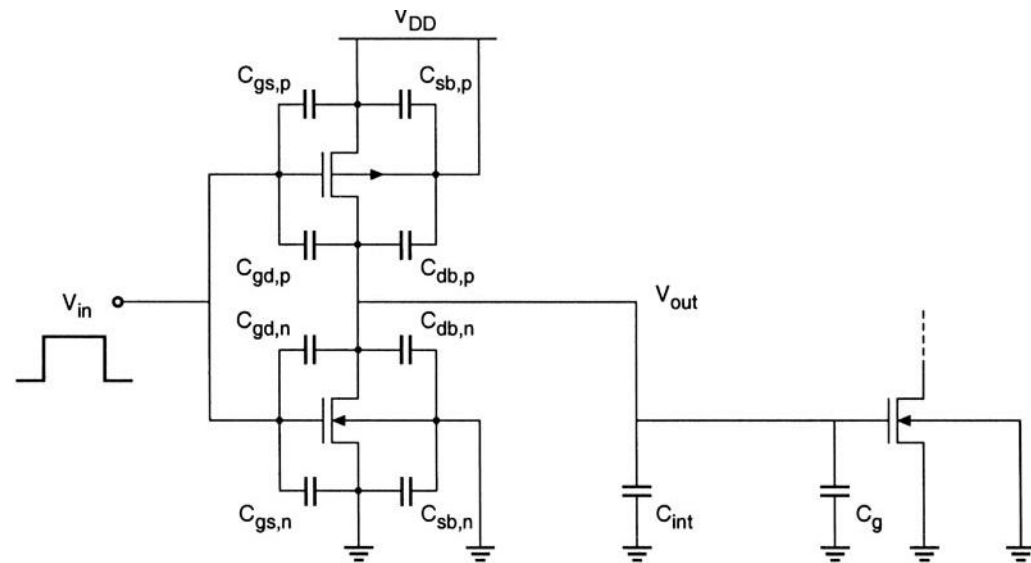 V_DD
C_gs,p
C_sb,p
C_gd,p
C_db,p
V_in
V_out
C_gd,n
C_db,n
C_gs,n
C_sb,n
C_int
C_g